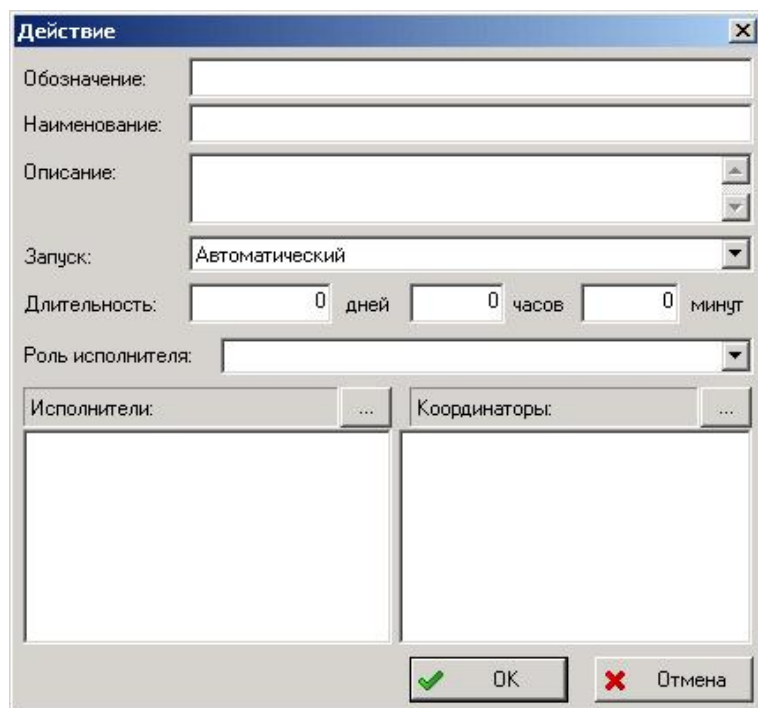 Действие
Обозначение:
Наименование:
Описание:
Запуск: Автоматический
Длительность: 0 дней 0 часов 0 минут
Роль исполнителя:
Исполнители: ... Координаторы: ...
OK Отмена